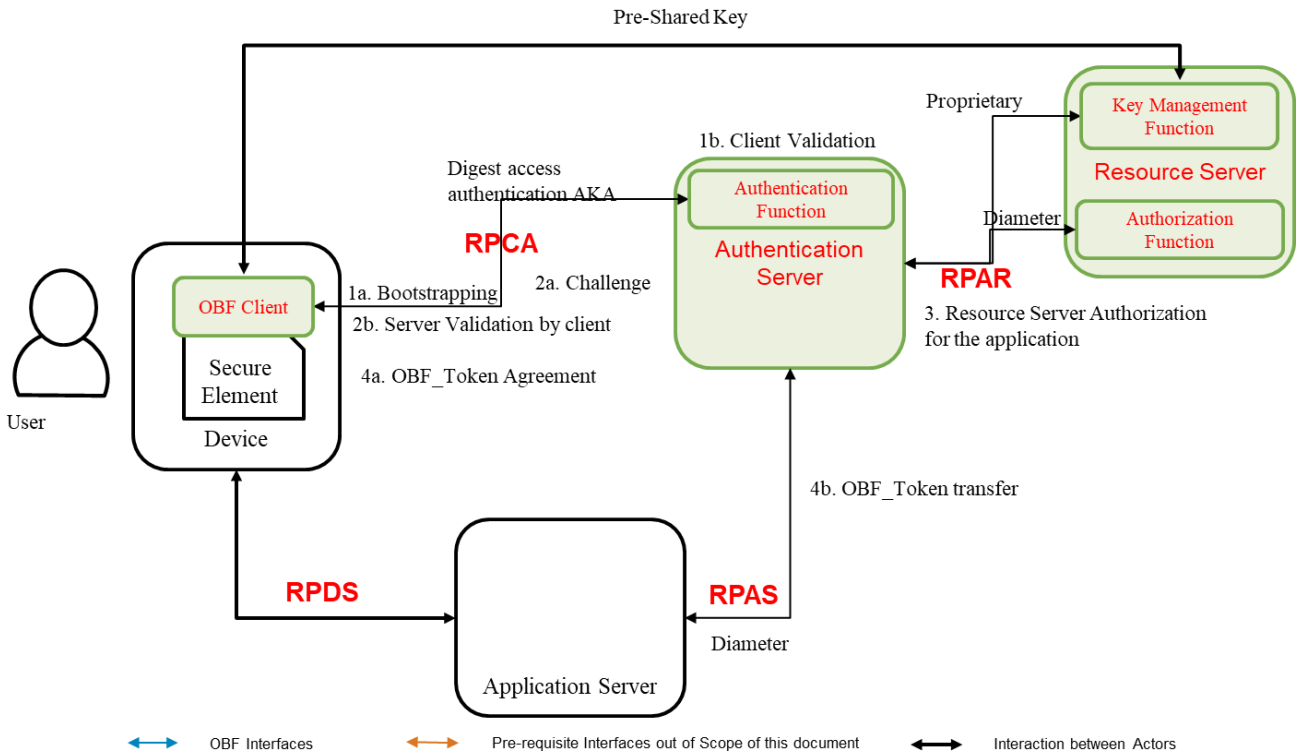 Pre-Shared Key
Proprietary
Key Management
Function
Resource Server
1b. Client Validation
Digest access
authentication AKA
Authentication
Function
Diameter
Authorization
Function
RPCA
Authentication
Server
RPAR
2a. Challenge
1a. Bootstrapping
OBF Client
2b. Server Validation by client
3. Resource Server Authorization
for the application
Secure
Element
4a. OBF_Token Agreement
User
Device
4b. OBF_Token transfer
RPDS
RPAS
Diameter
Application Server
OBF Interfaces
Pre-requisite Interfaces out of Scope of this document
Interaction between Actors